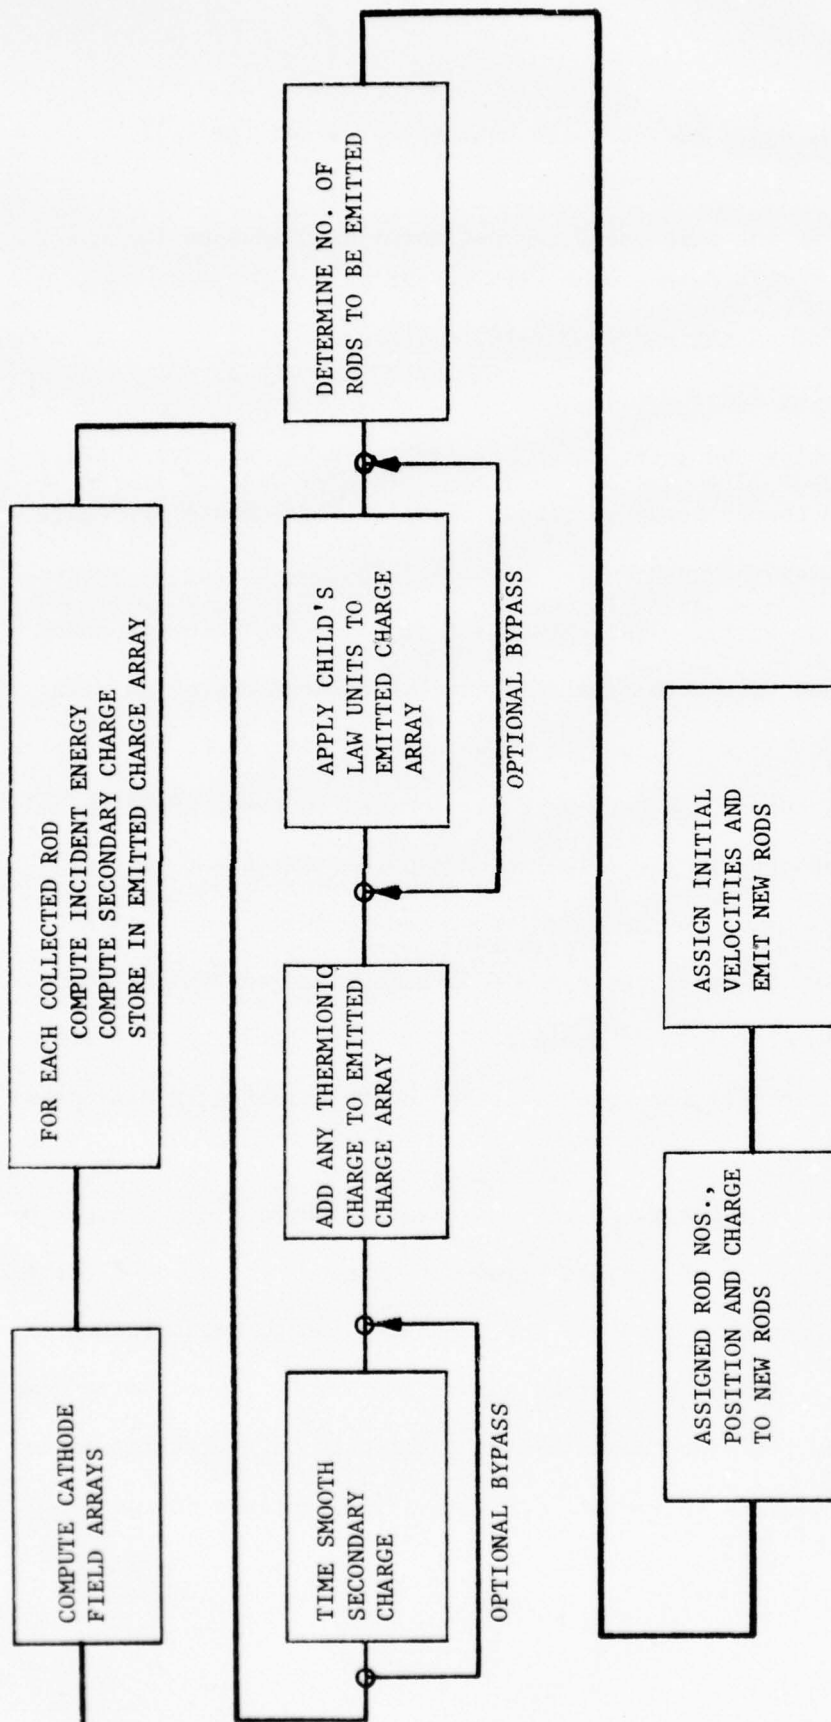 COMPUTE CATHODE
FIELD ARRAYS
FOR EACH COLLECTED ROD
COMPUTE INCIDENT ENERGY
COMPUTE SECONDARY CHARGE
STORE IN EMITTED CHARGE ARRAY
TIME SMOOTH
SECONDARY
CHARGE
OPTIONAL BYPASS
ADD ANY THERMIONIC
CHARGE TO EMITTED
CHARGE ARRAY
APPLY CHILD'S
LAW UNITS TO
EMITTED CHARGE
ARRAY
OPTIONAL BYPASS
DETERMINE NO. OF
RODS TO BE EMITTED
ASSIGNED ROD NOS.,
POSITION AND CHARGE
TO NEW RODS
ASSIGN INITIAL
VELOCITIES AND
EMIT NEW RODS